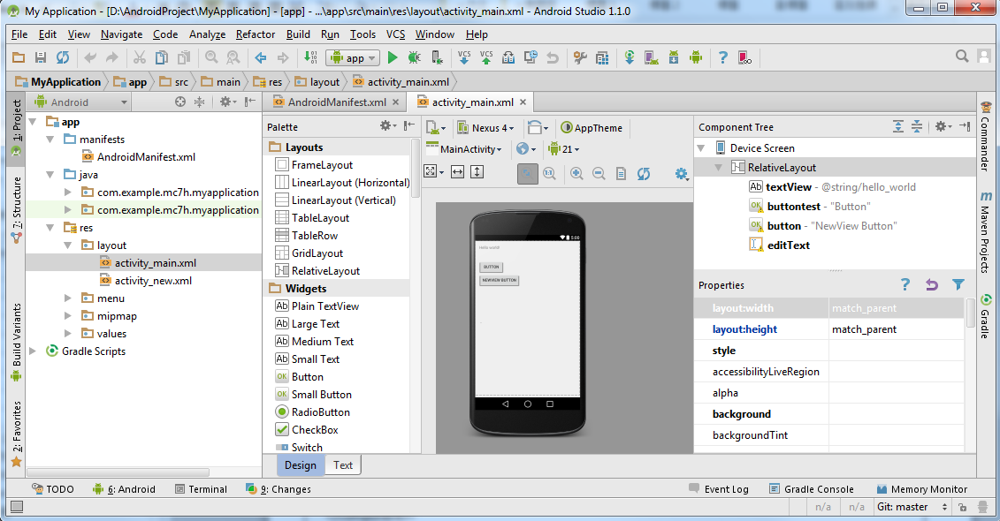 My Application - [D:\AndroidProject\MyApplication] - [app] - ...\app\src\main\res\layout\activity_main.xml - Android Studio 1.1.0
File Edit View Navigate Code Analyze Refactor Build Run Tools VCS Window Help
app VCS VCS
MyApplication app src main res layout activity_main.xml
1: Project
7: Structure
Build Variants
2: Favorites
Android
app
manifests
AndroidManifest.xml
java
com.example.mc7h.myapplication
com.example.mc7h.myapplication
res
layout
activity_main.xml
activity_new.xml
menu
mipmap
values
Gradle Scripts
AndroidManifest.xml activity_main.xml
Palette
Layouts
FrameLayout
LinearLayout (Horizontal)
LinearLayout (Vertical)
TableLayout
TableRow
GridLayout
RelativeLayout
Widgets
Plain TextView
Large Text
Medium Text
Small Text
Button
Small Button
RadioButton
CheckBox
Switch
Design Text
Nexus 4 AppTheme
MainActivity 21
5:00
Hello world!
BUTTON
NEWVIEW BUTTON
Component Tree
Device Screen
RelativeLayout
textView - @string/hello_world
buttontest - "Button"
button - "NewView Button"
editText
Properties
layout:width match_parent
layout:height match_parent
style
accessibilityLiveRegion
alpha
background
backgroundTint
Commander
Maven Projects
Gradle
TODO 6: Android Terminal 9: Changes Event Log Gradle Console Memory Monitor
n/a n/a Git: master